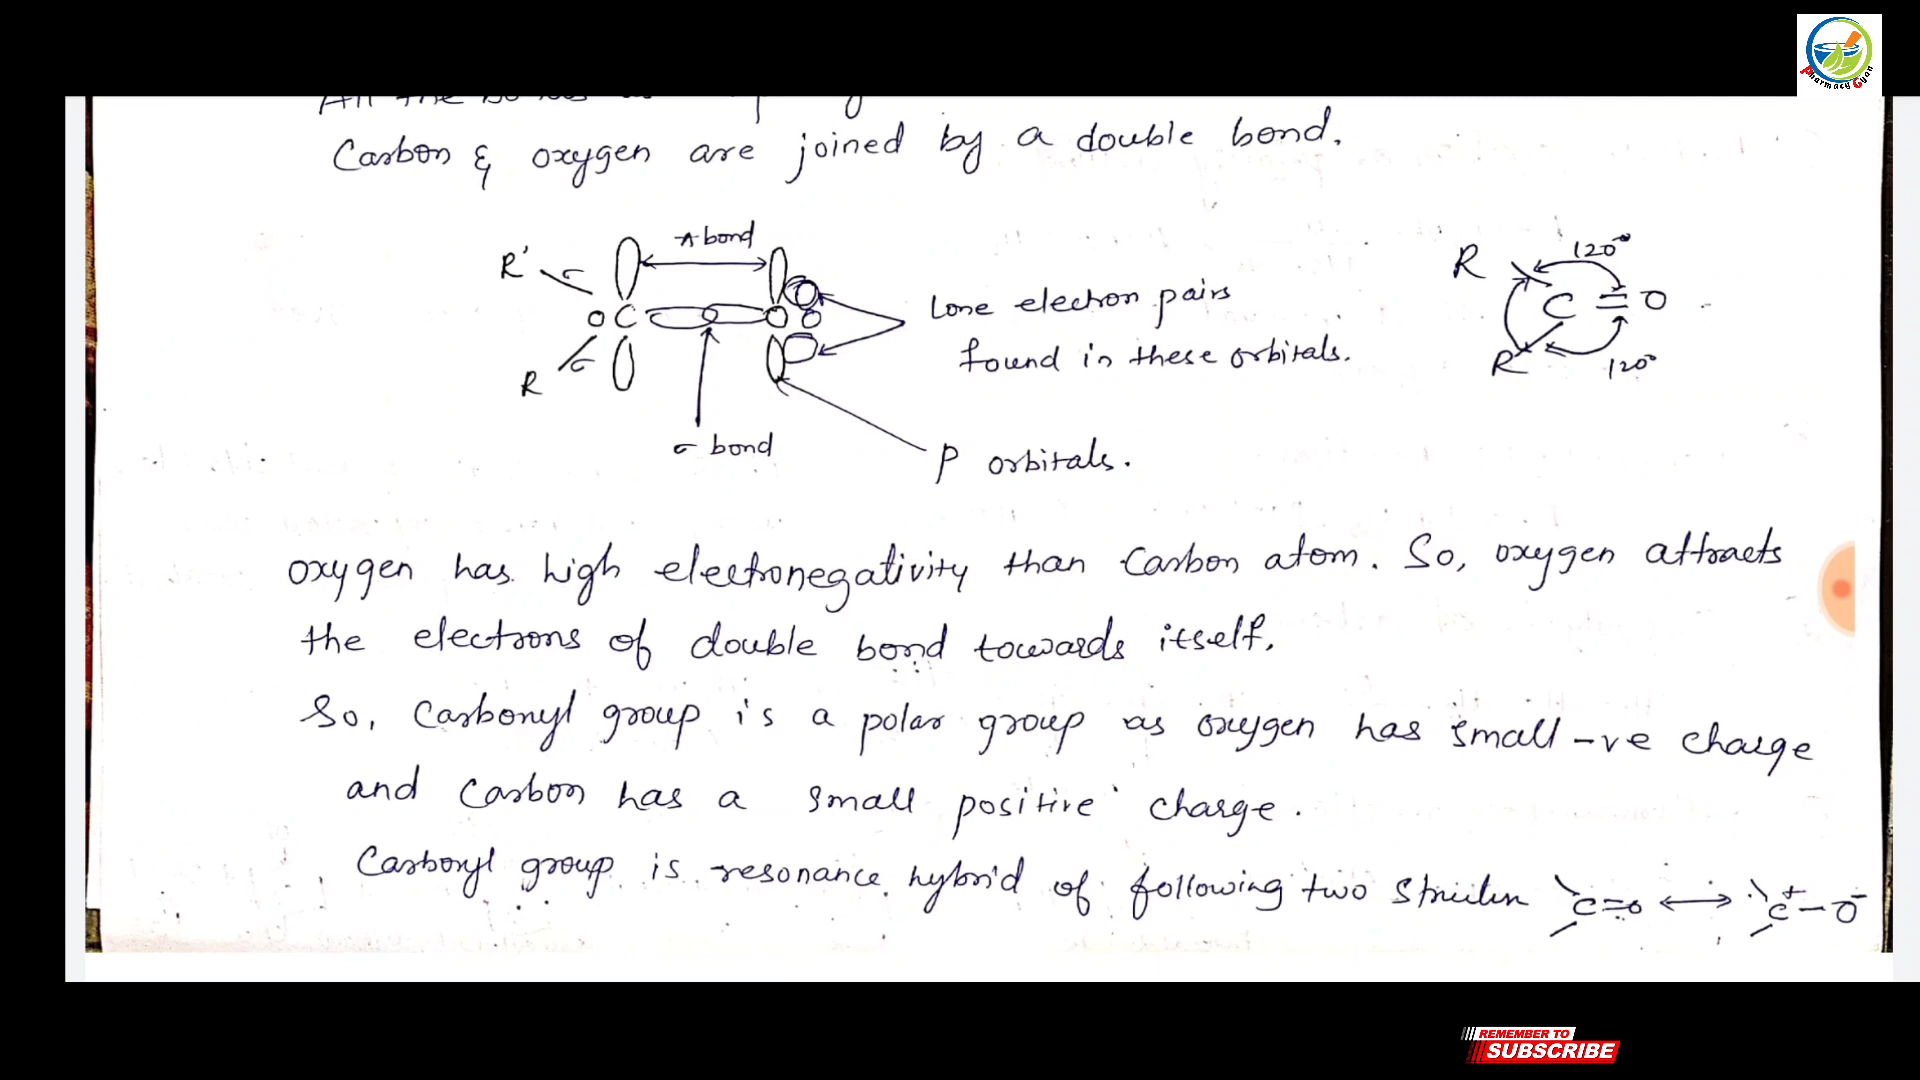 Carbon & oxygen are joined by a double bond.
π bond
R'
σ
C
O
σ
R
σ bond
Lone electron pairs
found in these orbitals.
P orbitals.
R
120°
C = O
R
120°
oxygen has high electronegativity than Carbon atom. So, oxygen attracts
the electrons of double bond towards itself.
So, Carbonyl group is a polar group as oxygen has small -ve charge
and Carbon has a small positive charge.
Carbonyl group is resonance hybrid of following two C=O ↔ C⁺-O⁻
Pharmacy Gyan
REMEMBER TO
SUBSCRIBE